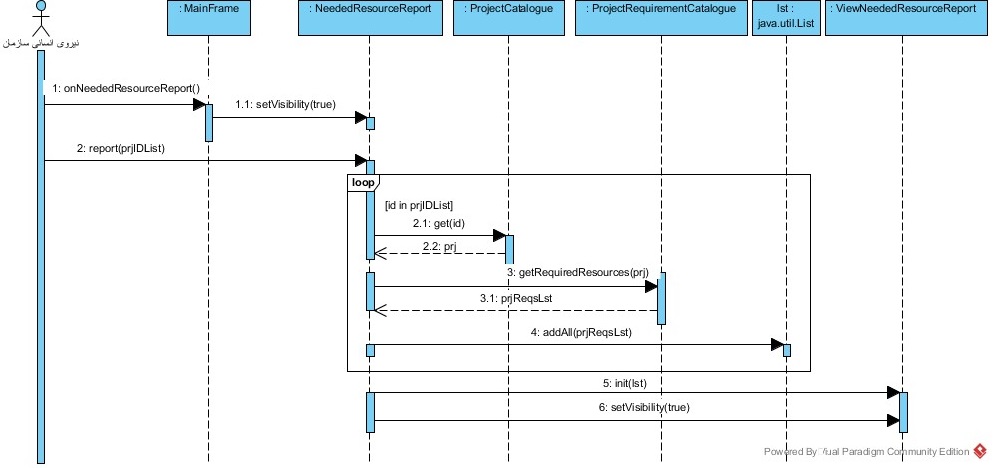 : MainFrame
: NeededResourceReport
: ProjectCatalogue
: ProjectRequirementCatalogue
lst :
java.util.List
: ViewNeededResourceReport
نیروی انسانی سازمان
1: onNeededResourceReport()
1.1: setVisibility(true)
2: report(prjIDList)
loop
[id in prjIDList]
2.1: get(id)
2.2: prj
3: getRequiredResources(prj)
3.1: prjReqsLst
4: addAll(prjReqsLst)
5: init(lst)
6: setVisibility(true)
Powered By Visual Paradigm Community Edition